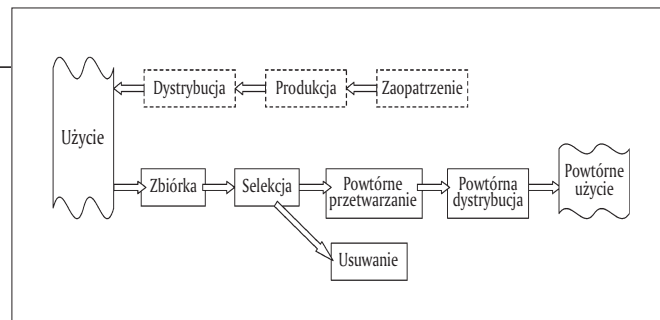 Dystrybucja
Produkcja
Zaopatrzenie
Użycie
Zbiórka
Selekcja
Powtórne
przetwarzanie
Powtórna
dystrybucja
Powtórne
użycie
Usuwanie